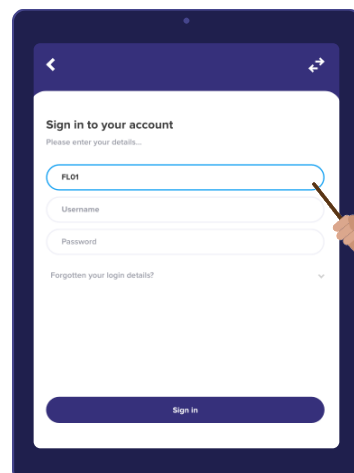 Sign in to your account
Please enter your details...
FL01
Username
Password
Forgotten your login details?
Sign in